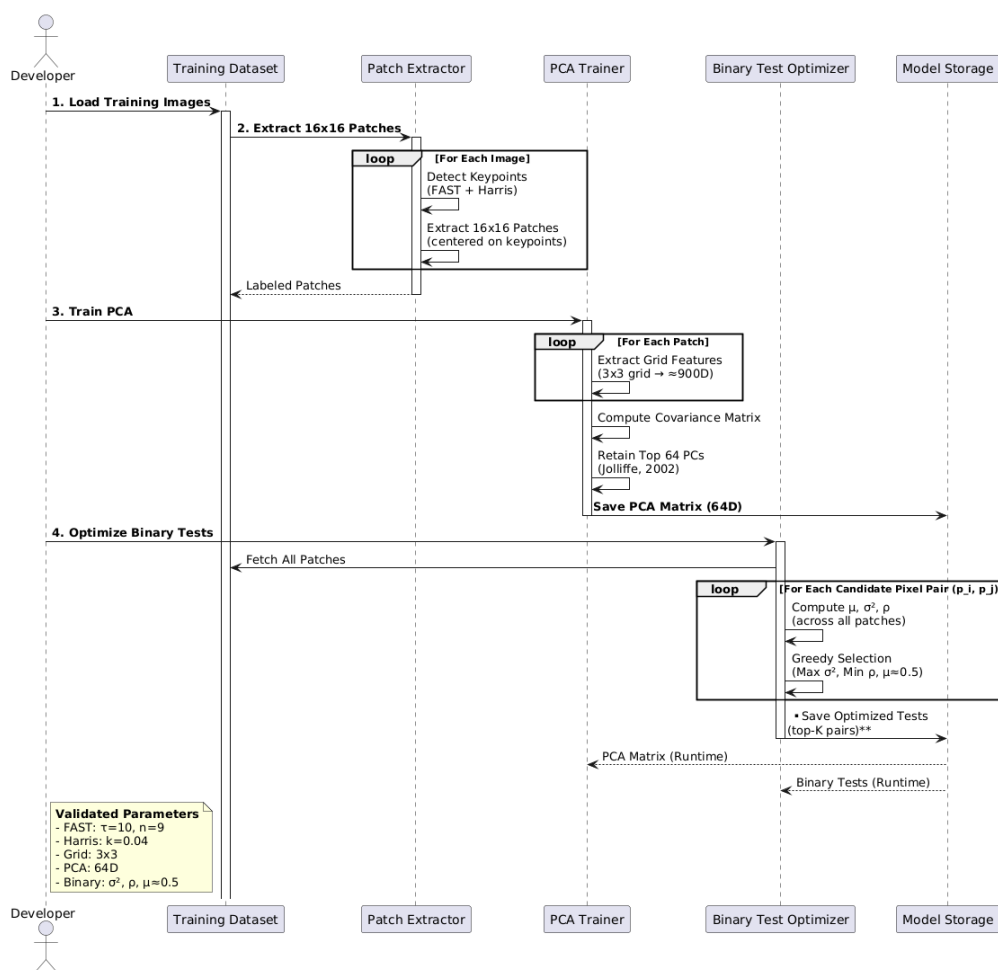 Developer
Training Dataset
Patch Extractor
PCA Trainer
Binary Test Optimizer
Model Storage
1. Load Training Images
2. Extract 16x16 Patches
loop
[For Each Image]
Detect Keypoints
(FAST + Harris)
Extract 16x16 Patches
(centered on keypoints)
Labeled Patches
3. Train PCA
loop
[For Each Patch]
Extract Grid Features
(3x3 grid → ≈900D)
Compute Covariance Matrix
Retain Top 64 PCs
(Jolliffe, 2002)
Save PCA Matrix (64D)
4. Optimize Binary Tests
Fetch All Patches
loop
[For Each Candidate Pixel Pair (p_i, p_j)
Compute μ, σ², ρ
(across all patches)
Greedy Selection
(Max σ², Min ρ, μ≈0.5)
▪ Save Optimized Tests
(top-K pairs)**
PCA Matrix (Runtime)
Binary Tests (Runtime)
Validated Parameters
- FAST: τ=10, n=9
- Harris: k=0.04
- Grid: 3x3
- PCA: 64D
- Binary: σ², ρ, μ≈0.5
Developer
Training Dataset
Patch Extractor
PCA Trainer
Binary Test Optimizer
Model Storage